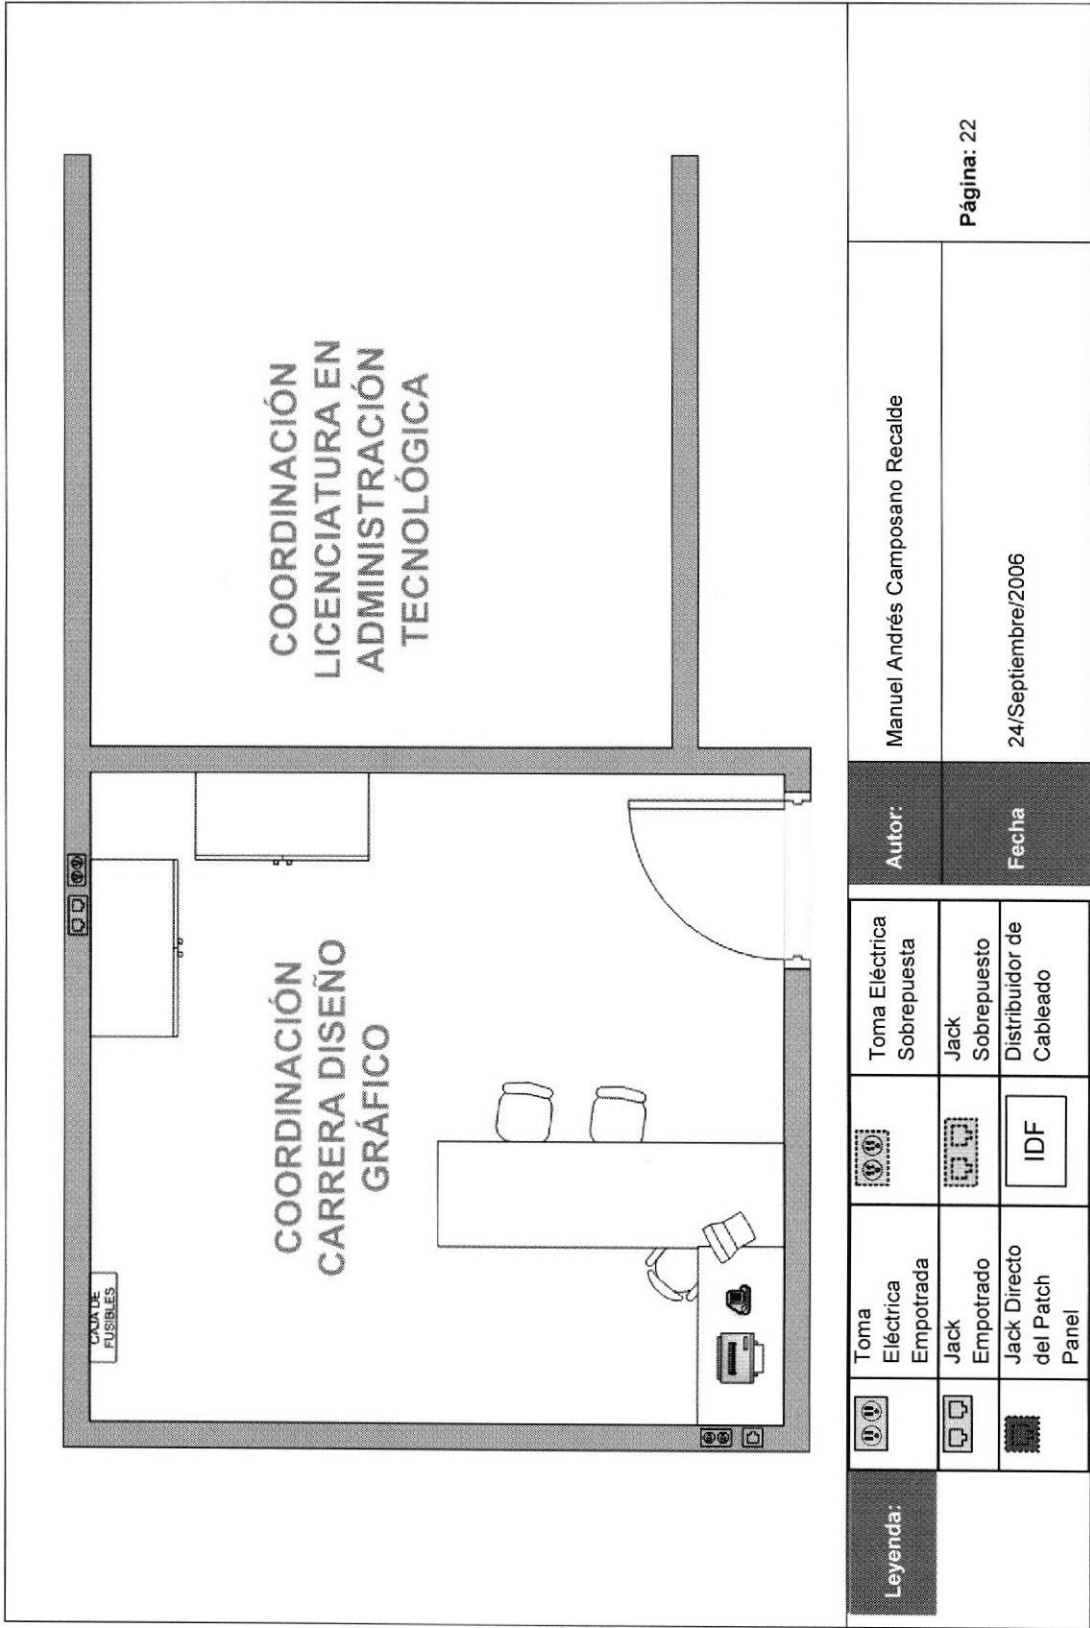 CAJA DE
FUSIBLES
COORDINACIÓN
CARRERA DISEÑO
GRÁFICO
COORDINACIÓN
LICENCIATURA EN
ADMINISTRACIÓN
TECNOLÓGICA
Leyenda:
Toma
Eléctrica
Empotrada
Toma Eléctrica
Sobrepuesta
Jack
Empotrado
Jack
Sobrepuesto
Jack Directo
del Patch
Panel
IDF
Distribuidor de
Cableado
Autor:
Manuel Andrés Camposano Recalde
Fecha
24/Septiembre/2006
Página: 22